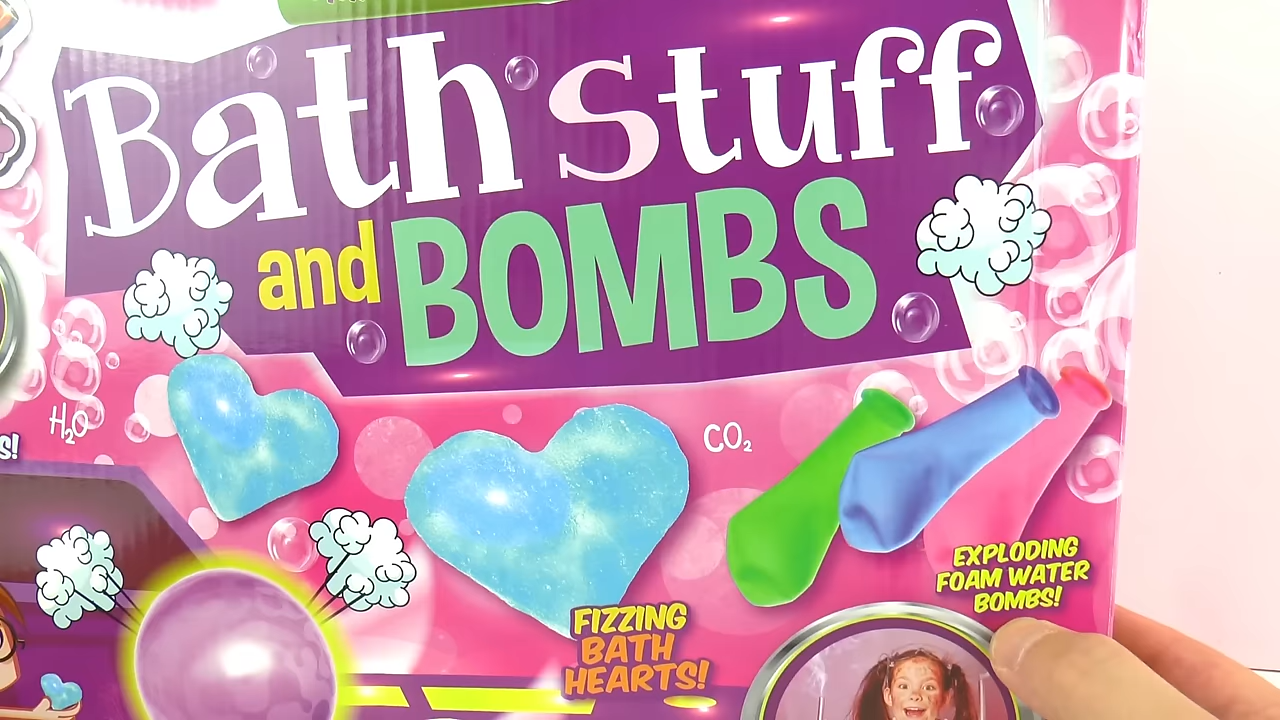 Bath Stuff
and BOMBS
H₂O
CO₂
S!
EXPLODING
FOAM WATER
BOMBS!
FIZZING
BATH
HEARTS!